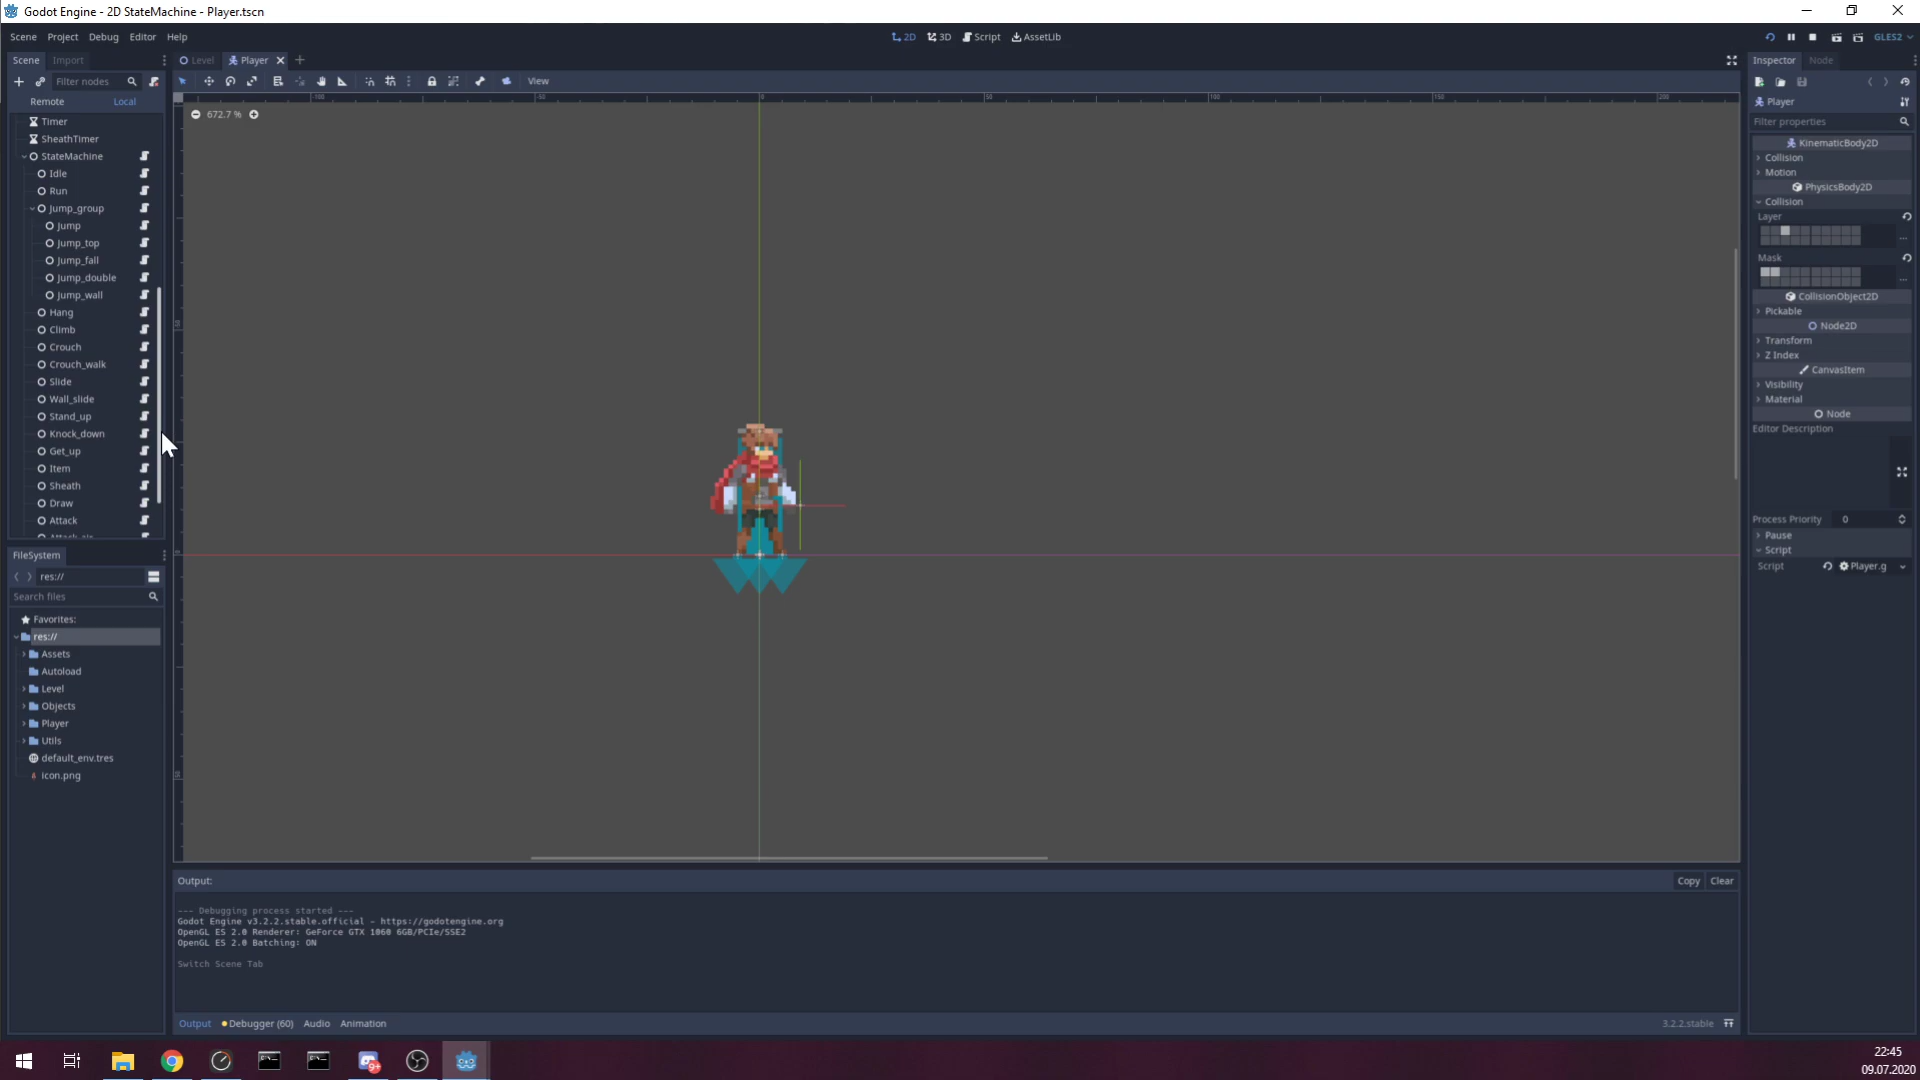 Godot Engine - 2D StateMachine - Player.tscn
Scene Project Debug Editor Help
2D 3D Script AssetLib
GLES2
Scene Import
Level Player
Inspector Node
Filter nodes
View
Remote Local
Player
672.7 %
Filter properties
Timer
SheathTimer
StateMachine
Idle
Run
Jump_group
Jump
Jump_top
Jump_fall
Jump_double
Jump_wall
Hang
Climb
Crouch
Crouch_walk
Slide
Wall_slide
Stand_up
Knock_down
Get_up
Item
Sheath
Draw
Attack
KinematicBody2D
Collision
Motion
PhysicsBody2D
Collision
Layer
Mask
CollisionObject2D
Pickable
Node2D
Transform
Z Index
CanvasItem
Visibility
Material
Node
Editor Description
Process Priority 0
Pause
Script
Script Player.g
FileSystem
res://
Search files
Favorites:
res://
Assets
Autoload
Level
Objects
Player
Utils
default_env.tres
icon.png
Output:
Copy Clear
--- Debugging process started ---
Godot Engine v3.2.2.stable.official - https://godotengine.org
OpenGL ES 2.0 Renderer: GeForce GTX 1060 6GB/PCIe/SSE2
OpenGL ES 2.0 Batching: ON
Switch Scene Tab
Output Debugger (60) Audio Animation
3.2.2.stable
9+
22:45
09.07.2020